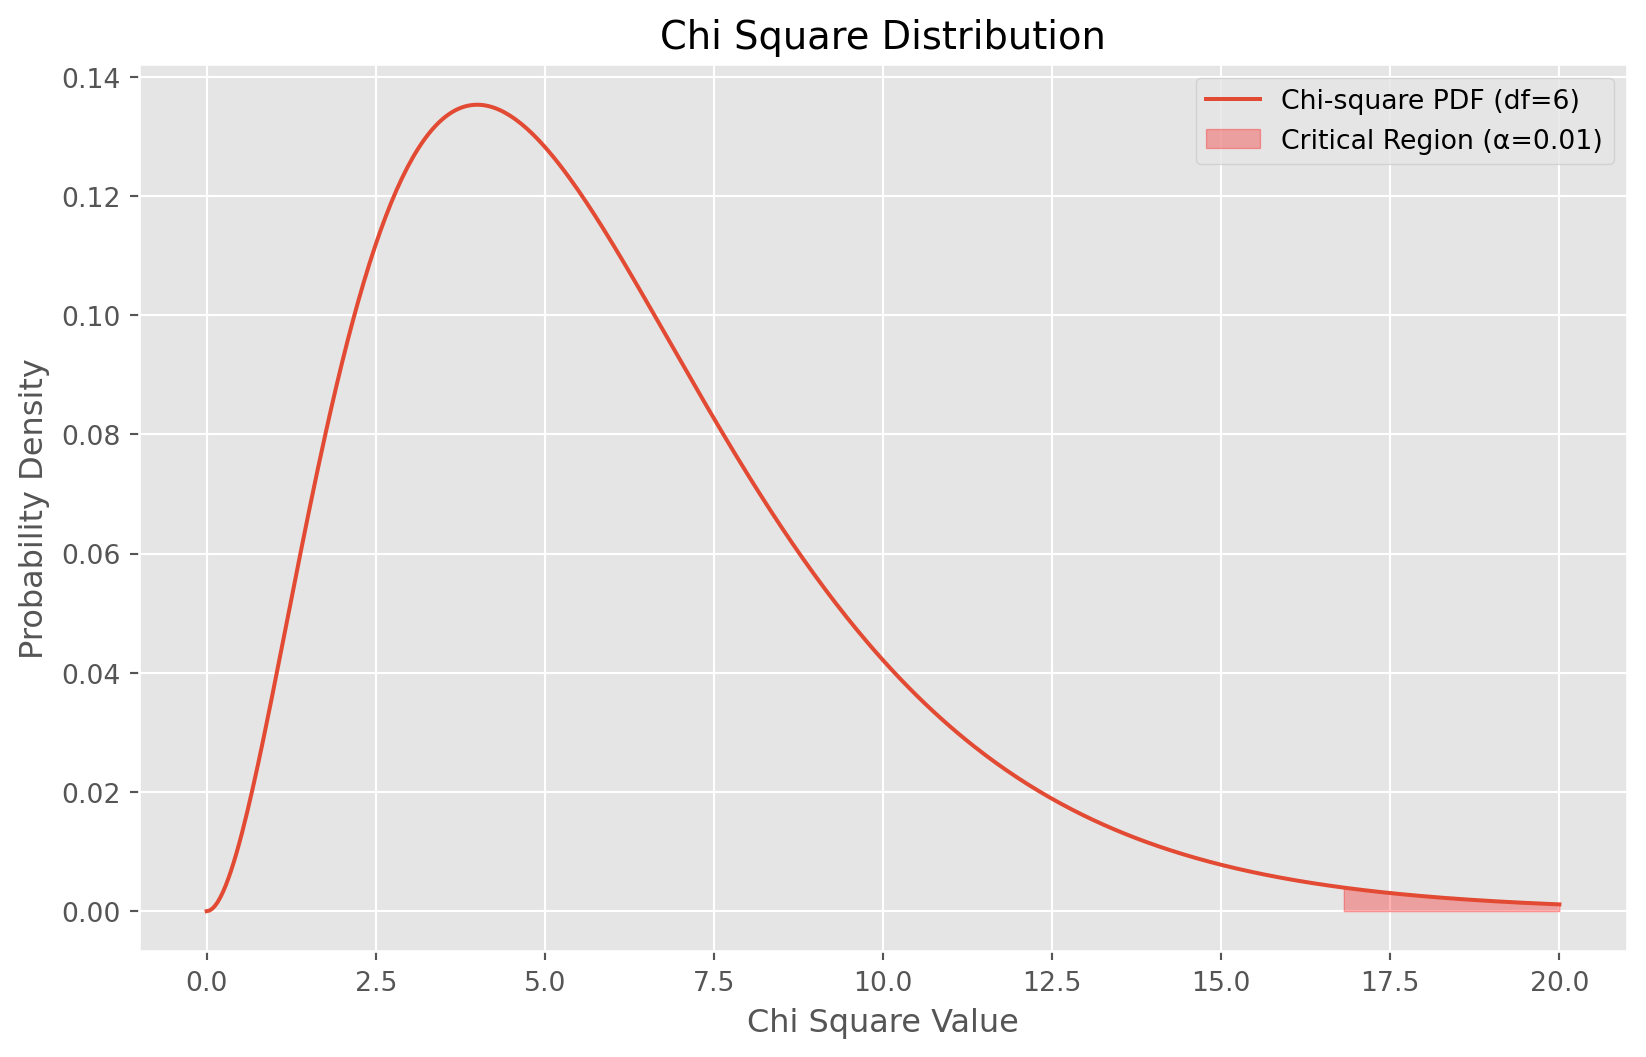 Chi Square Distribution
Chi-square PDF (df=6)
Critical Region (α=0.01)
Probability Density
0.14
0.12
0.10
0.08
0.06
0.04
0.02
0.00
0.0 2.5 5.0 7.5 10.0 12.5 15.0 17.5 20.0
Chi Square Value